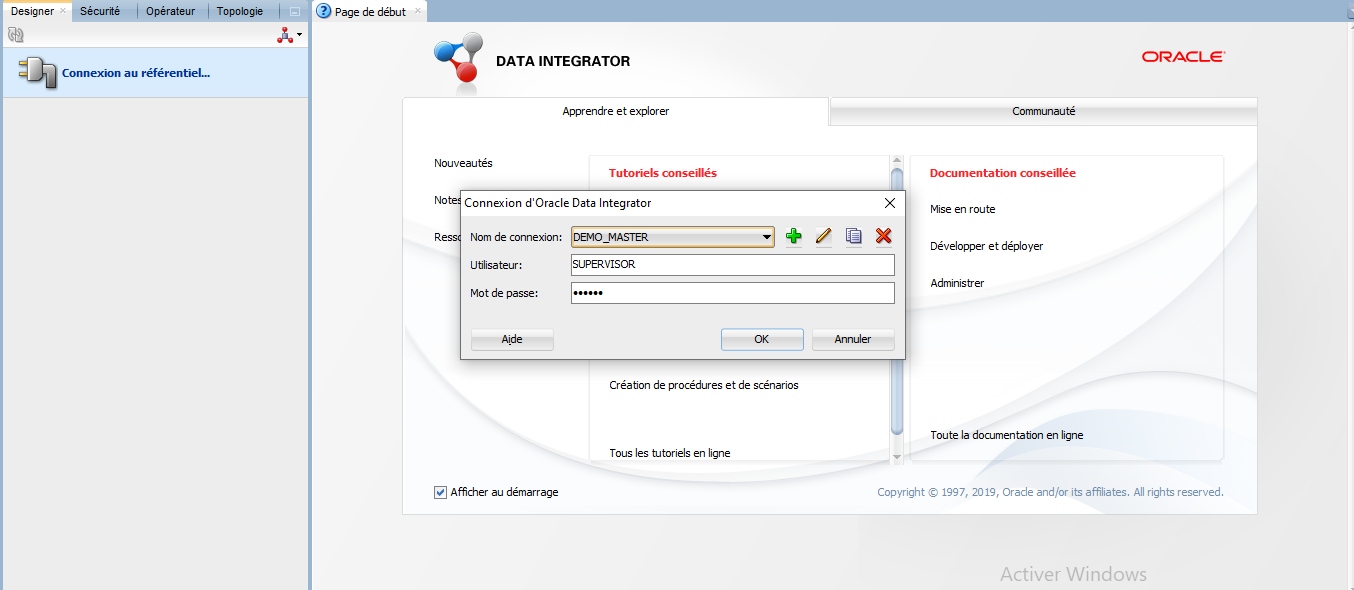 Designer
Sécurité
Opérateur
Topologie
Page de début
Connexion au référentiel...
DATA INTEGRATOR
ORACLE
Apprendre et explorer
Communauté
Nouveautés
Tutoriels conseillés
Documentation conseillée
Mise en route
Développer et déployer
Administrer
Connexion d'Oracle Data Integrator
Nom de connexion: DEMO_MASTER
Utilisateur: SUPERVISOR
Mot de passe: ••••••
Aide
OK
Annuler
Création de procédures et de scénarios
Tous les tutoriels en ligne
Toute la documentation en ligne
Afficher au démarrage
Copyright © 1997, 2019, Oracle and/or its affiliates. All rights reserved.
Activer Windows